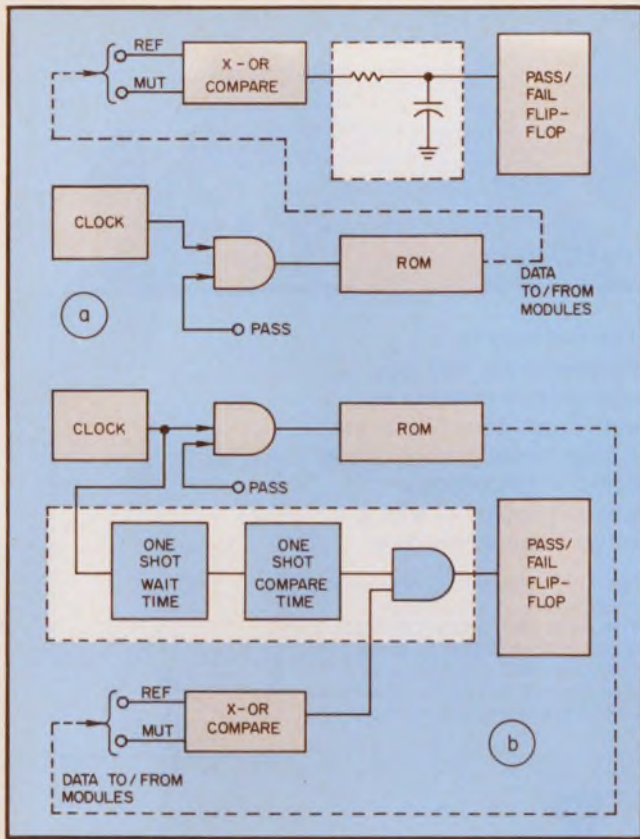 REF
MUT
X-OR
COMPARE
PASS/
FAIL
FLIP-
FLOP
CLOCK
ROM
DATA
TO/FROM
MODULES
a
PASS
CLOCK
ROM
PASS
ONE
SHOT
WAIT
TIME
ONE
SHOT
COMPARE
TIME
PASS/
FAIL
FLIP-
FLOP
REF
MUT
X-OR
COMPARE
b
DATA TO/FROM
MODULES